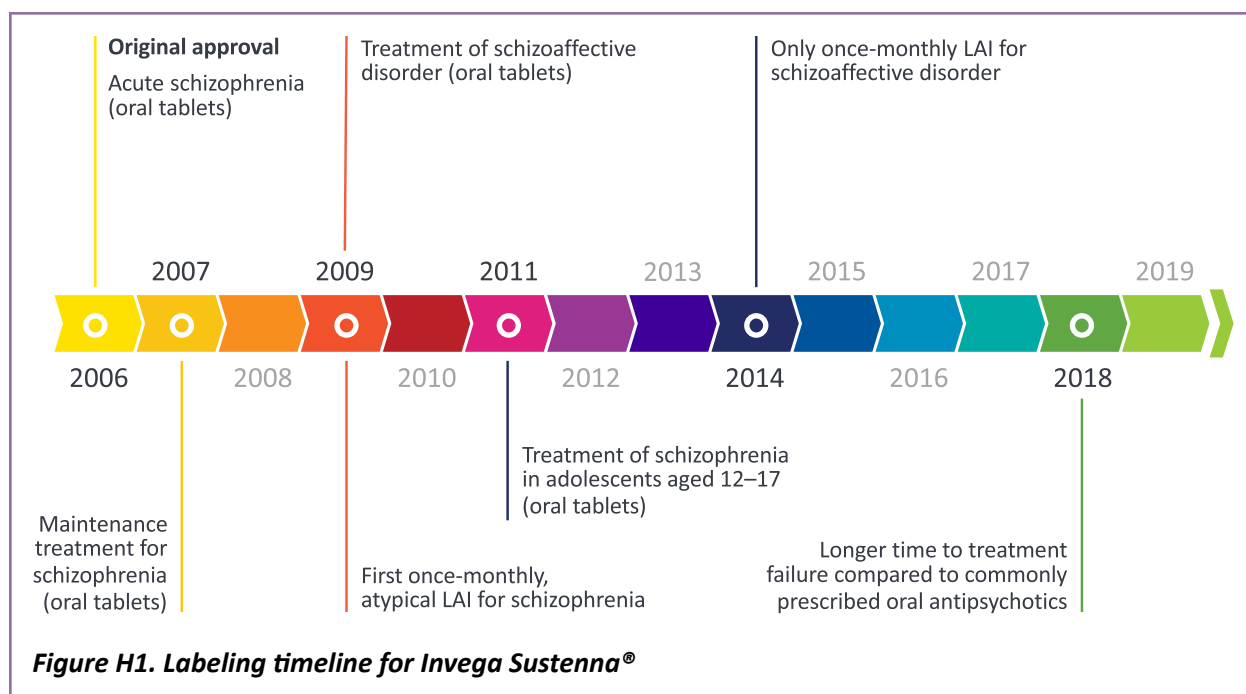 Original approval
Acute schizophrenia
(oral tablets)
Treatment of schizoaffective
disorder (oral tablets)
Only once-monthly LAI for
schizoaffective disorder
2007
2009
2011
2013
2015
2017
2019
2006
2008
2010
2012
2014
2016
2018
Maintenance
treatment for
schizophrenia
(oral tablets)
First once-monthly,
atypical LAI for schizophrenia
Treatment of schizophrenia
in adolescents aged 12–17
(oral tablets)
Longer time to treatment
failure compared to commonly
prescribed oral antipsychotics
Figure H1. Labeling timeline for Invega Sustenna®